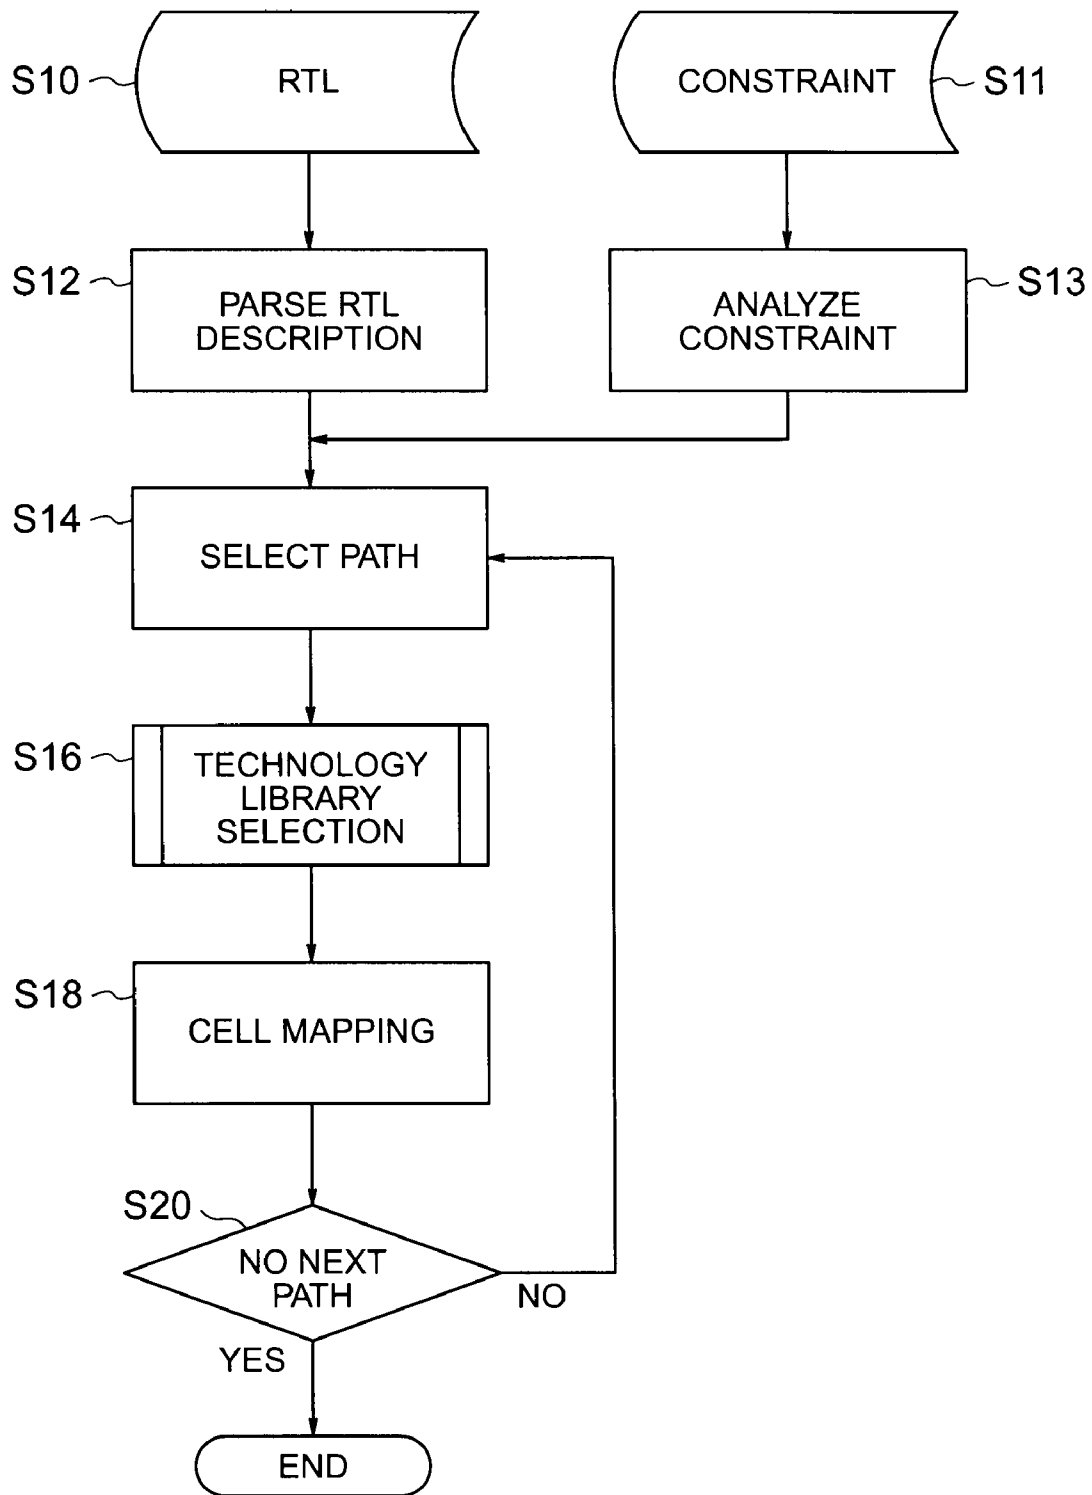 S10
RTL
CONSTRAINT
S11
S12
PARSE RTL
DESCRIPTION
ANALYZE
CONSTRAINT
S13
S14
SELECT PATH
S16
TECHNOLOGY
LIBRARY
SELECTION
S18
CELL MAPPING
S20
NO NEXT
PATH
NO
YES
END